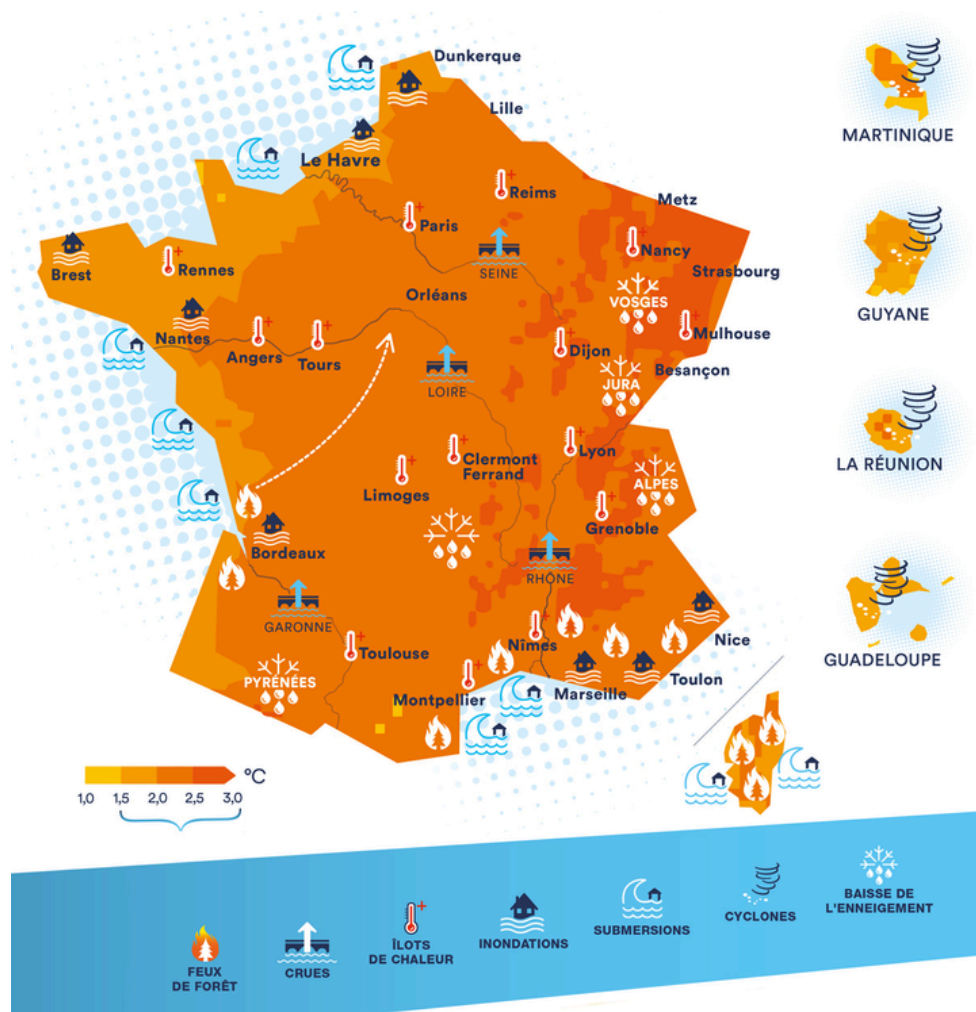 Dunkerque
MARTINIQUE
Lille
Le Havre
Reims
Metz
Paris
Nancy
SEINE
Strasbourg
Brest
Rennes
VOSGES
GUYANE
Orléans
Nantes
Mulhouse
Angers
Tours
Dijon
Besançon
LOIRE
JURA
Clermont
Ferrand
Lyon
LA RÉUNION
Limoges
ALPES
Grenoble
Bordeaux
RHÔNE
GARONNE
Nîmes
Nice
Toulouse
GUADELOUPE
PYRÉNÉES
Toulon
Montpellier
Marseille
°C
1,0 1,5 2,0 2,5 3,0
FEUX
DE FORÊT
CRUES
ÎLOTS
DE CHALEUR
INONDATIONS
SUBMERSIONS
CYCLONES
BAISSE DE
L'ENNEIGEMENT